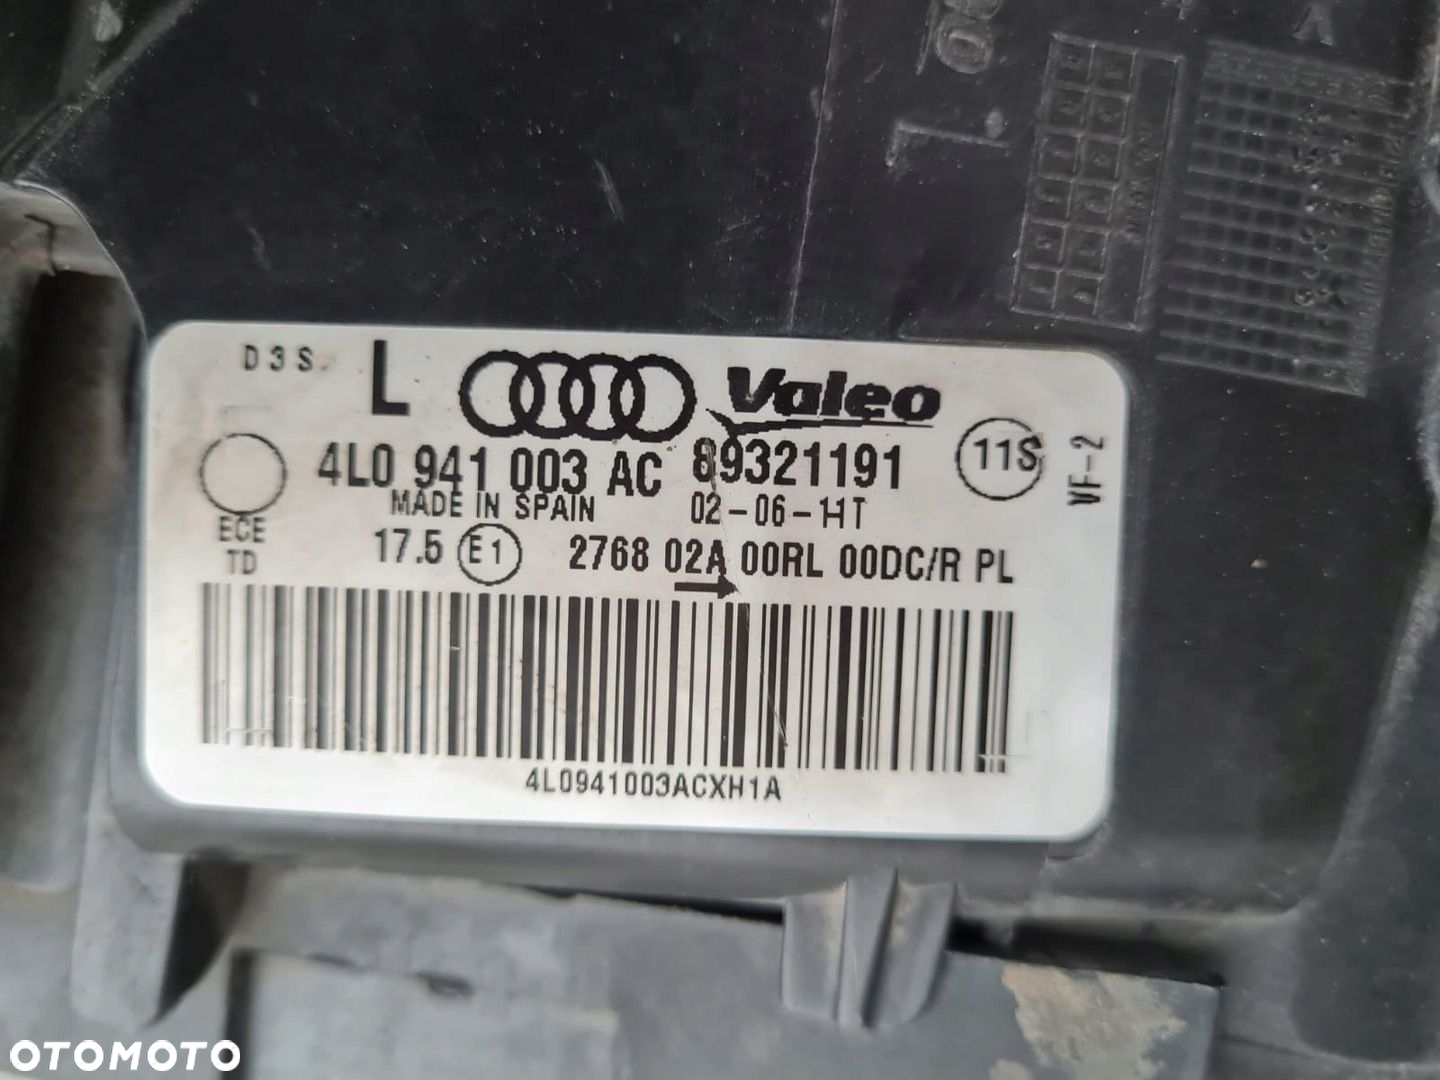 D3S L Valeo
4L0 941 003 AC 89321191 11S
MADE IN SPAIN 02-06-11T
VF-2
ECE
TD
17.5 E1 2768 02A 00RL 00DC/R PL
4L0941003ACXH1A
OTOMOTO